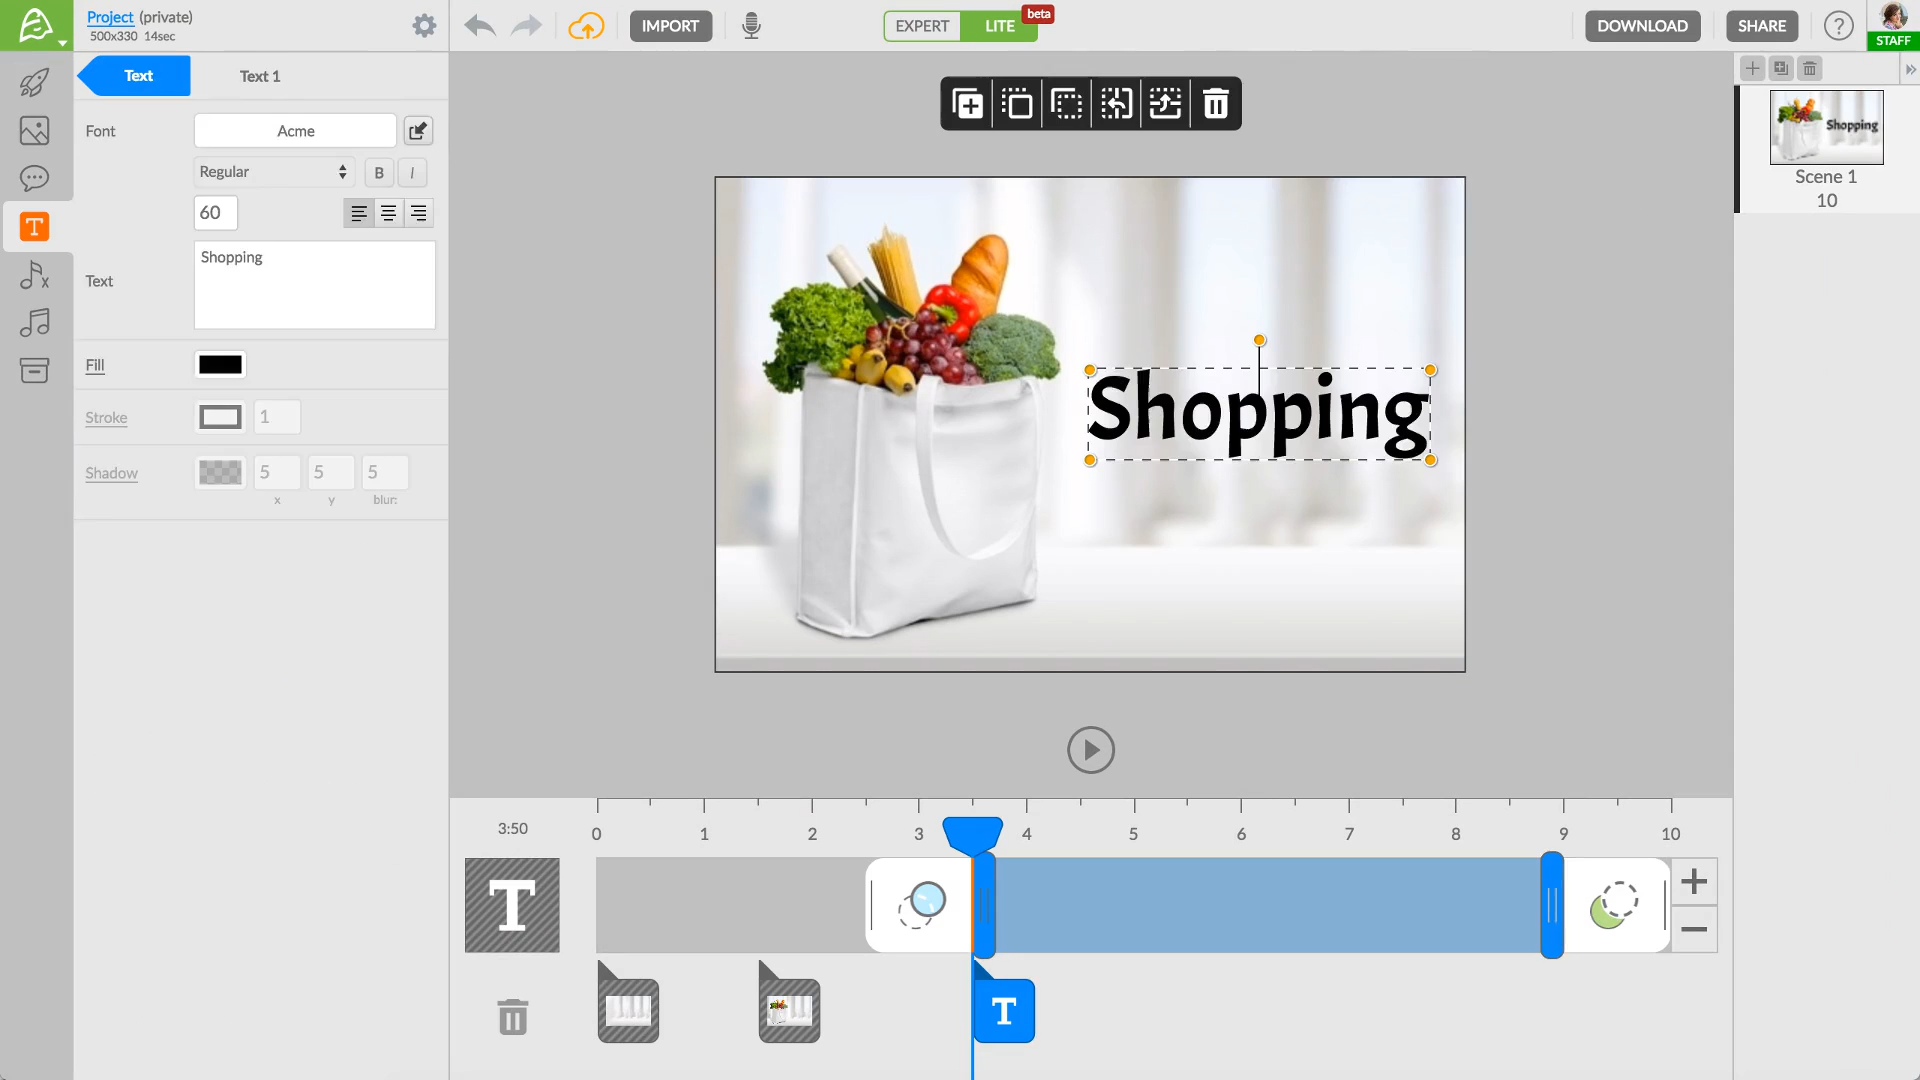 Project (private)
500x330 14sec
IMPORT
EXPERT
LITE
beta
DOWNLOAD
SHARE
?
STAFF
Text
Text 1
Font
Acme
Regular
B
I
60
Text
Shopping
Fill
Stroke
1
Shadow
5
5
5
x
y
blur:
Shopping
Shopping
Scene 1
10
3:50
0
1
2
3
4
5
6
7
8
9
10
T
T